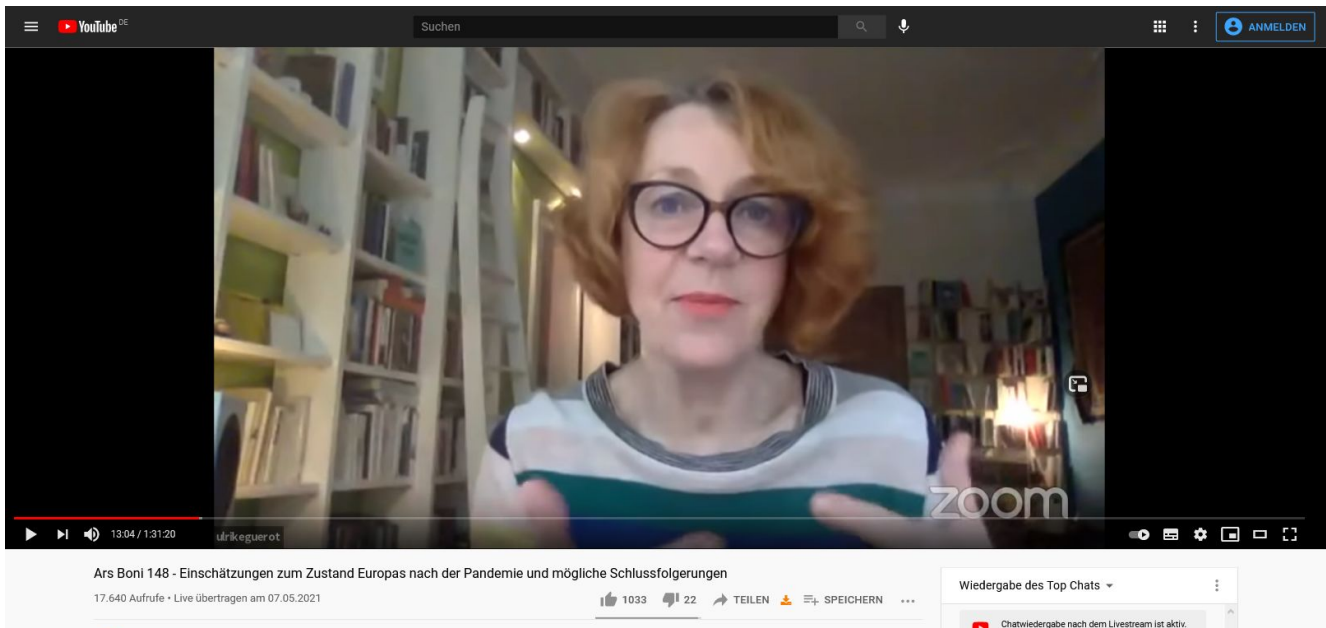 YouTube DE
Suchen
ANMELDEN
zoom
13:04 / 1:31:20
ulrikeguerot
Ars Boni 148 - Einschätzungen zum Zustand Europas nach der Pandemie und mögliche Schlussfolgerungen
17.640 Aufrufe • Live übertragen am 07.05.2021
1033
22
TEILEN
SPEICHERN
Wiedergabe des Top Chats
Chatwiedergabe nach dem Livestream ist aktiv.